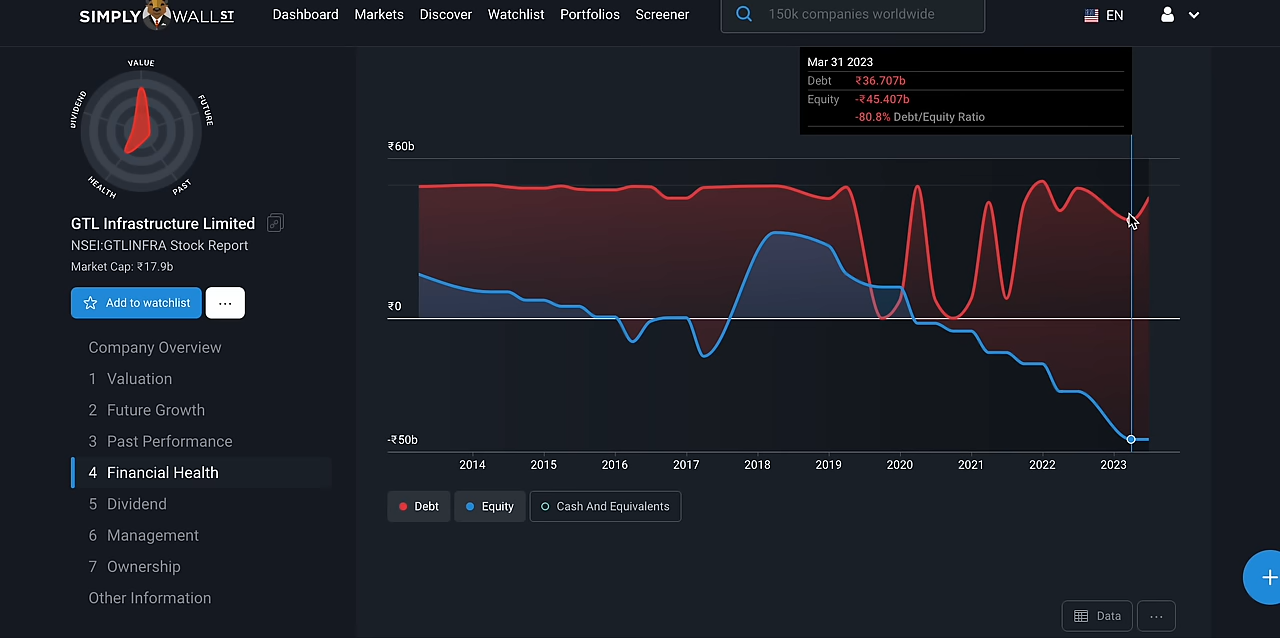 SIMPLY WALL ST
Dashboard Markets Discover Watchlist Portfolios Screener
150k companies worldwide
EN
VALUE
FUTURE
PAST
HEALTH
DIVIDEND
GTL Infrastructure Limited
NSEI:GTLINFRA Stock Report
Market Cap: ₹17.9b
Add to watchlist
...
Company Overview
1 Valuation
2 Future Growth
3 Past Performance
4 Financial Health
5 Dividend
6 Management
7 Ownership
Other Information
Mar 31 2023
Debt ₹36.707b
Equity -₹45.407b
-80.8% Debt/Equity Ratio
₹60b
₹0
-₹50b
2014 2015 2016 2017 2018 2019 2020 2021 2022 2023
Debt Equity Cash And Equivalents
Data ...